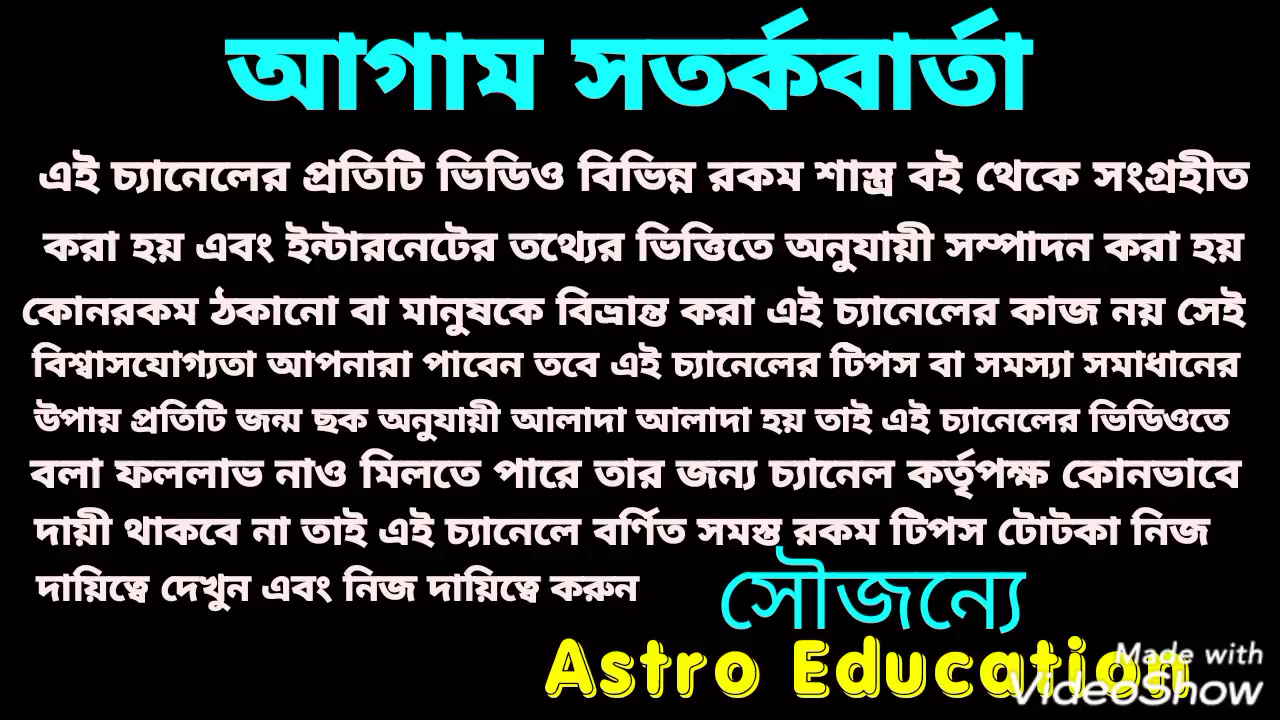 আগাম সতর্কবার্তা
এই চ্যানেলের প্রতিটি ভিডিও বিভিন্ন রকম শাস্ত্র বই থেকে সংগ্রহীত
করা হয় এবং ইন্টারনেটের তথ্যের ভিত্তিতে অনুযায়ী সম্পাদন করা হয়
কোনরকম ঠকানো বা মানুষকে বিভ্রান্ত করা এই চ্যানেলের কাজ নয় সেই
বিশ্বাসযোগ্যতা আপনারা পাবেন তবে এই চ্যানেলের টিপস বা সমস্যা সমাধানের
উপায় প্রতিটি জন্ম ছক অনুযায়ী আলাদা আলাদা হয় তাই এই চ্যানেলের ভিডিওতে
বলা ফললাভ নাও মিলতে পারে তার জন্য চ্যানেল কর্তৃপক্ষ কোনভাবে
দায়ী থাকবে না তাই এই চ্যানেলে বর্ণিত সমস্ত রকম টিপস টোটকা নিজ
দায়িত্বে দেখুন এবং নিজ দায়িত্বে করুন
সৌজন্যে
Astro Education
Made with
VideoShow